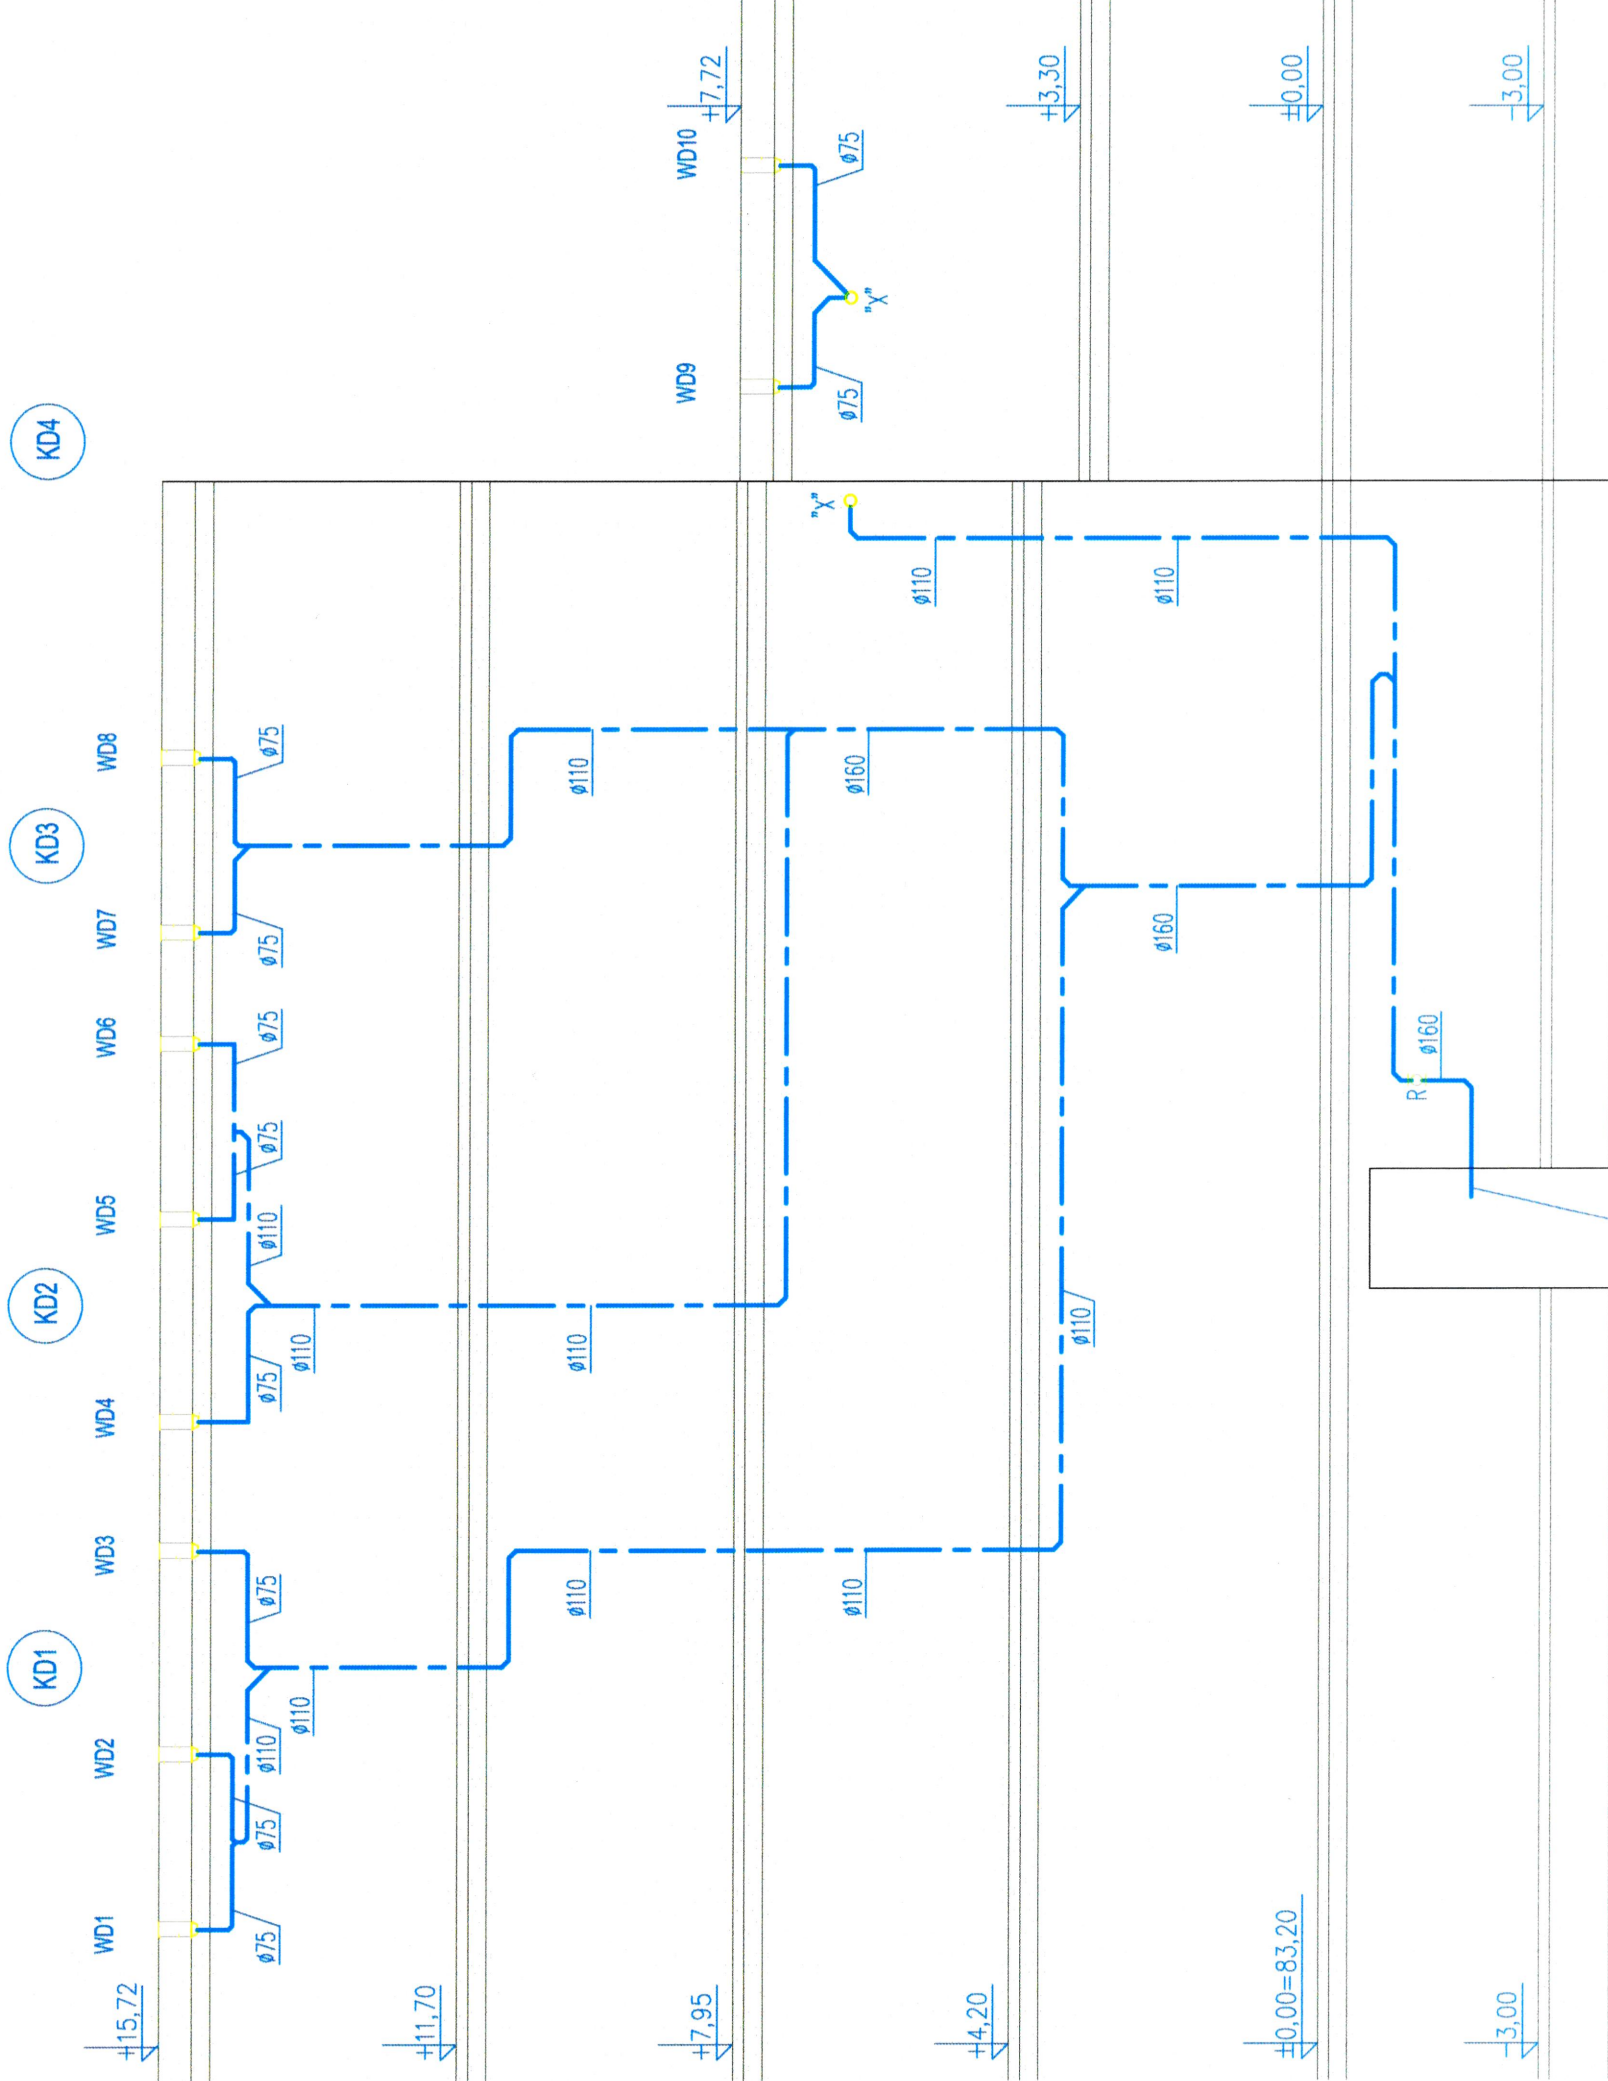 KD1
KD2
KD3
KD4
WD1
WD2
WD3
WD4
WD5
WD6
WD7
WD8
+15,72
ø75
ø75
ø110
ø75
ø110
ø75
ø110
ø110
ø75
ø75
ø75
ø75
+11,70
ø110
ø110
ø110
WD9
WD10
+7,72
+7,95
ø75
ø75
"X"
"X"
ø110
ø160
ø110
+4,20
+3,30
ø110
ø160
ø110
±0,00=83,20
±0,00
R
ø160
-3,00
-3,00